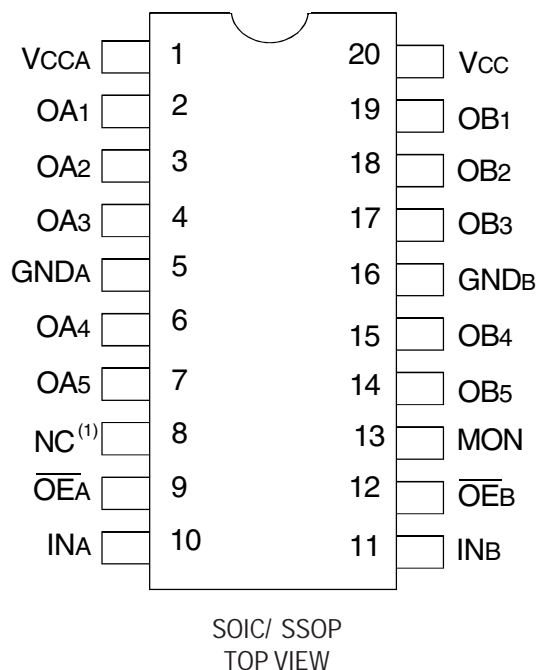 VCCA 1 20 VCC
OA1 2 19 OB1
OA2 3 18 OB2
OA3 4 17 OB3
GNDA 5 16 GNDB
OA4 6 15 OB4
OA5 7 14 OB5
NC(1) 8 13 MON
O̅E̅A 9 12 O̅E̅B
INA 10 11 INB
SOIC/ SSOP
TOP VIEW